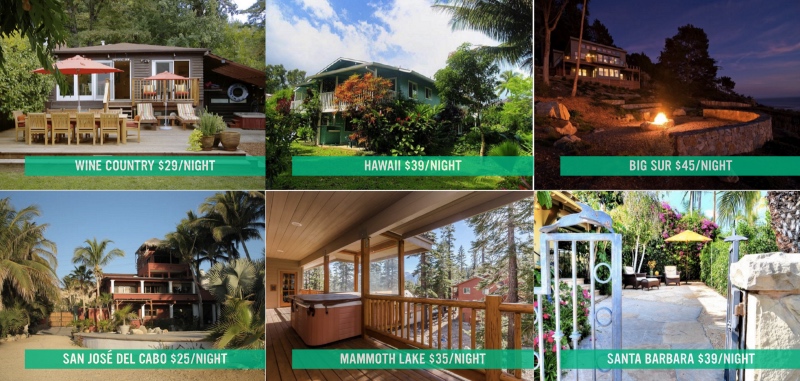 WINE COUNTRY $29/NIGHT
HAWAII $39/NIGHT
BIG SUR $45/NIGHT
SAN JOSÉ DEL CABO $25/NIGHT
MAMMOTH LAKE $35/NIGHT
SANTA BARBARA $39/NIGHT